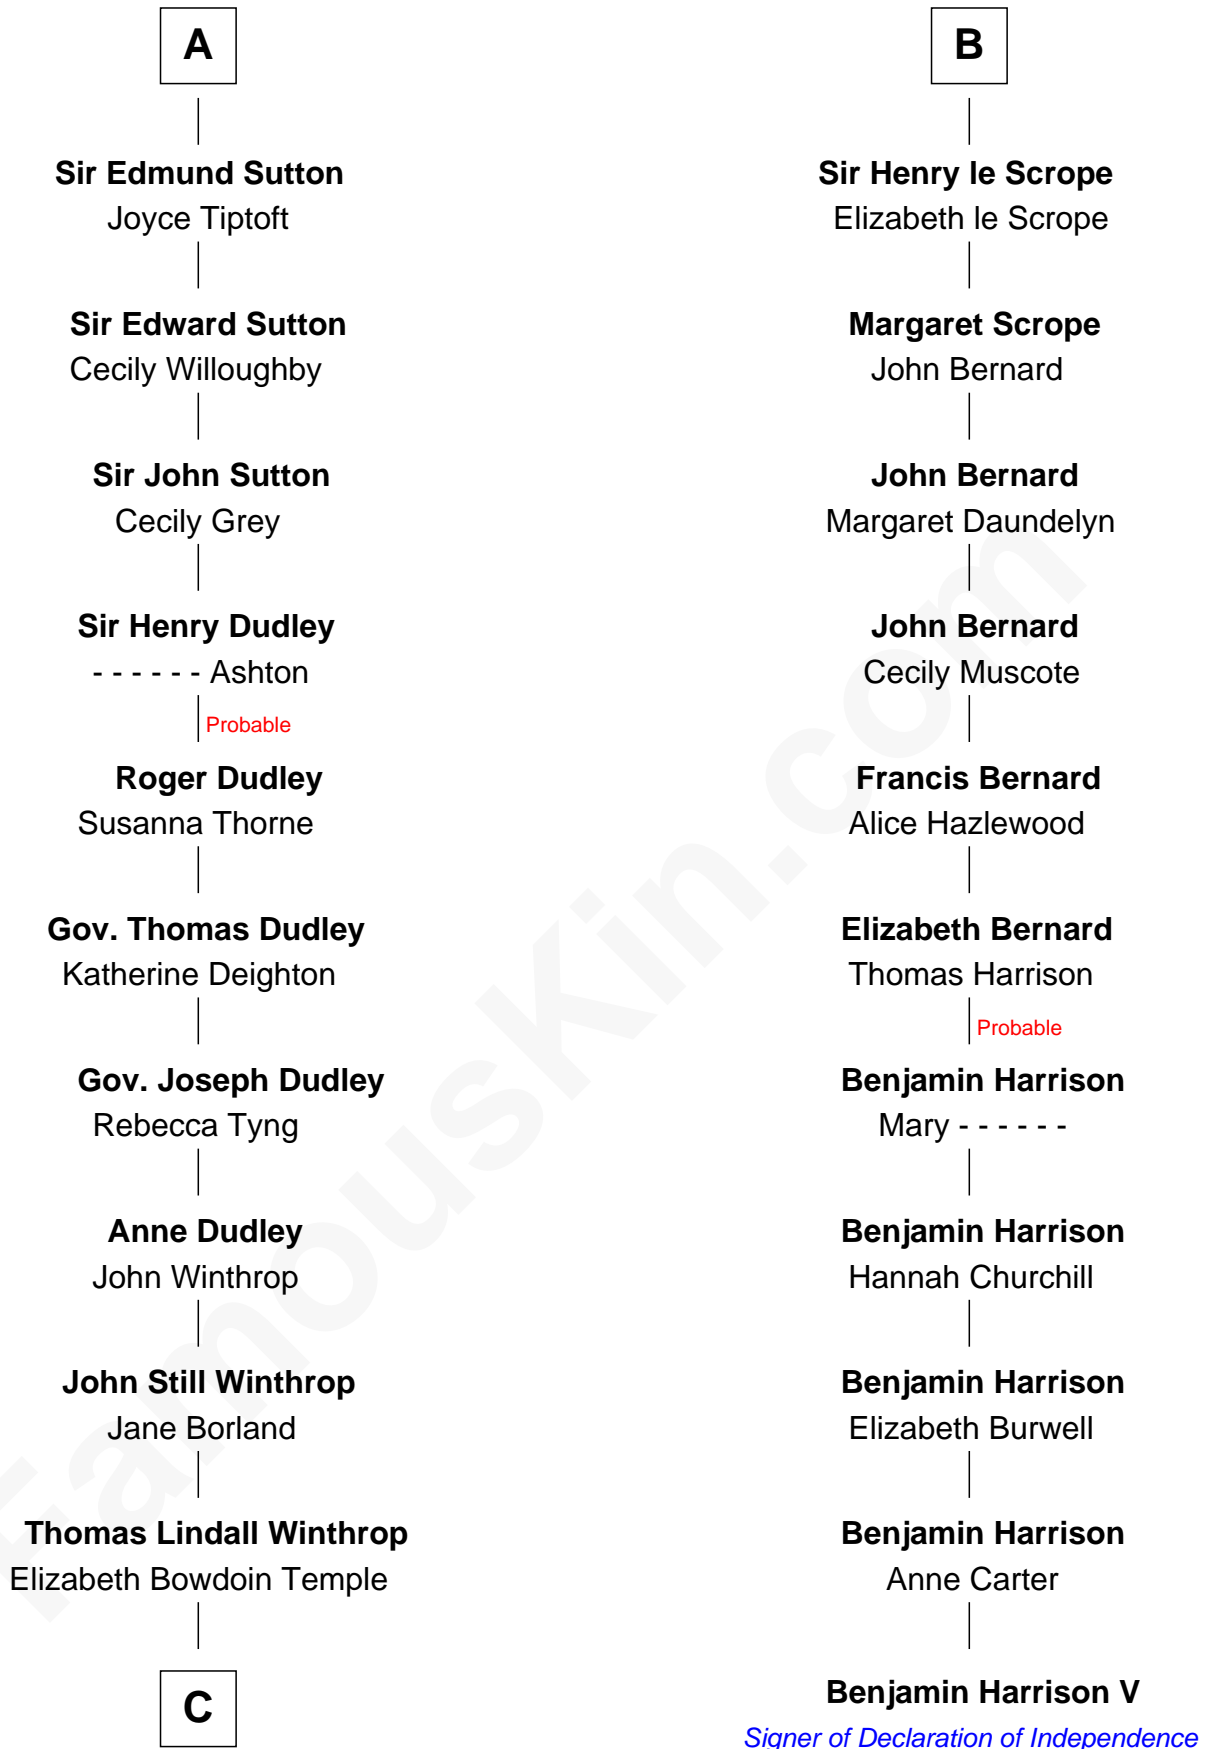 A
Sir Edmund Sutton
Joyce Tiptoft
Sir Edward Sutton
Cecily Willoughby
Sir John Sutton
Cecily Grey
Sir Henry Dudley
- - - - - - Ashton
Probable
Roger Dudley
Susanna Thorne
Gov. Thomas Dudley
Katherine Deighton
Gov. Joseph Dudley
Rebecca Tyng
Anne Dudley
John Winthrop
John Still Winthrop
Jane Borland
Thomas Lindall Winthrop
Elizabeth Bowdoin Temple
C
B
Sir Henry le Scrope
Elizabeth le Scrope
Margaret Scrope
John Bernard
John Bernard
Margaret Daundelyn
John Bernard
Cecily Muscote
Francis Bernard
Alice Hazlewood
Elizabeth Bernard
Thomas Harrison
Probable
Benjamin Harrison
Mary - - - - - -
Benjamin Harrison
Hannah Churchill
Benjamin Harrison
Elizabeth Burwell
Benjamin Harrison
Anne Carter
Benjamin Harrison V
Signer of Declaration of Independence
FamousKin.com